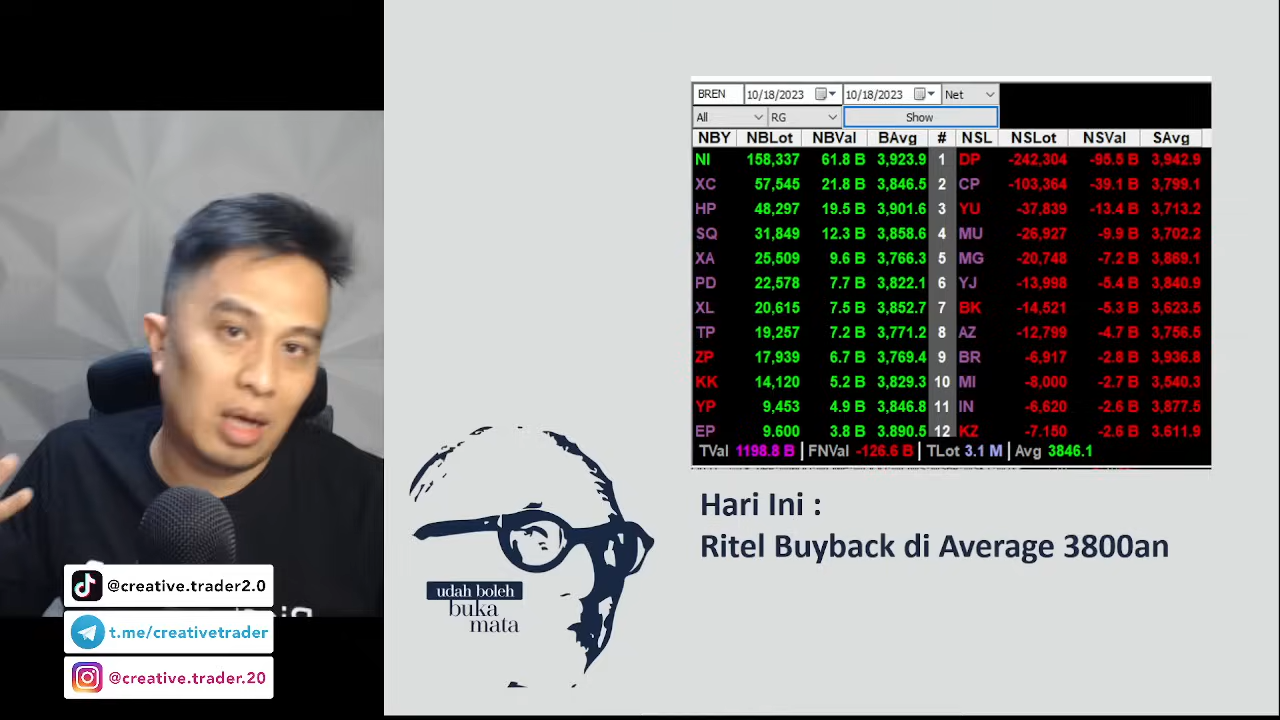 BREN 10/18/2023 10/18/2023 Net
All RG Show
NBY NBLot NBVal BAvg # NSL NSLot NSVal SAvg
NI 158,337 61.8 B 3,923.9 1 DP -242,304 -95.5 B 3,942.9
XC 57,545 21.8 B 3,846.5 2 CP -103,364 -39.1 B 3,799.1
HP 48,297 19.5 B 3,901.6 3 YU -37,839 -13.4 B 3,713.2
SQ 31,849 12.3 B 3,858.6 4 MU -26,927 -9.9 B 3,702.2
XA 25,509 9.6 B 3,766.3 5 MG -20,748 -7.2 B 3,869.1
PD 22,578 7.7 B 3,822.1 6 YJ -13,998 -5.4 B 3,840.9
XL 20,615 7.5 B 3,852.7 7 BK -14,521 -5.3 B 3,623.5
TP 19,257 7.2 B 3,771.2 8 AZ -12,799 -4.7 B 3,756.5
ZP 17,939 6.7 B 3,769.4 9 BR -6,917 -2.8 B 3,936.8
KK 14,120 5.2 B 3,829.3 10 MI -8,000 -2.7 B 3,540.3
YP 9,453 4.9 B 3,846.8 11 IN -6,620 -2.6 B 3,877.5
EP 9.600 3.8 B 3.890.5 12 KZ -7.150 -2.6 B 3.611.9
TVal 1198.8 B FNVal -126.6 B TLot 3.1 M Avg 3846.1
Hari Ini :
Ritel Buyback di Average 3800an
udah boleh
buka
mata
@creative.trader2.0
t.me/creativetrader
@creative.trader.20